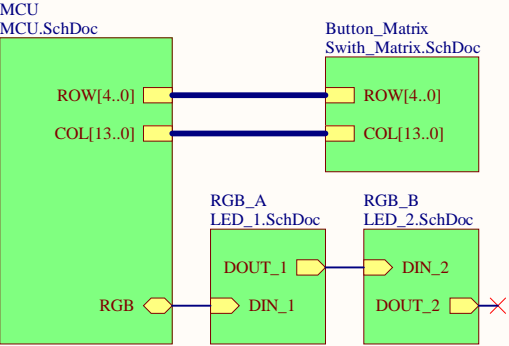 MCU
MCU.SchDoc
Button_Matrix
Swith_Matrix.SchDoc
ROW[4..0]
ROW[4..0]
COL[13..0]
COL[13..0]
RGB_A
LED_1.SchDoc
RGB_B
LED_2.SchDoc
DOUT_1
DIN_2
RGB
DIN_1
DOUT_2